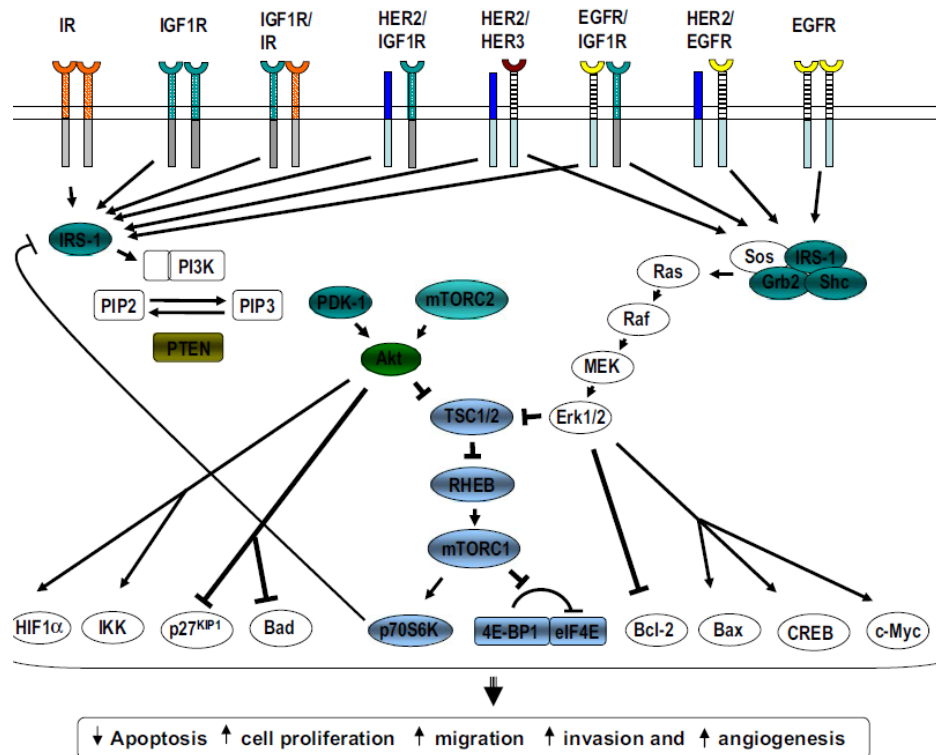 IR
IGF1R
IGF1R/
IR
HER2/
IGF1R
HER2/
HER3
EGFR/
IGF1R
HER2/
EGFR
EGFR
IRS-1
PI3K
PIP2
PIP3
PTEN
PDK-1
mTORC2
Akt
Sos
IRS-1
Grb2
Shc
Ras
Raf
MEK
Erk1/2
TSC1/2
RHEB
mTORC1
HIF1α
IKK
p27KIP1
Bad
p70S6K
4E-BP1
eIF4E
Bcl-2
Bax
CREB
c-Myc
↓ Apoptosis ↑ cell proliferation ↑ migration ↑ invasion and ↑ angiogenesis